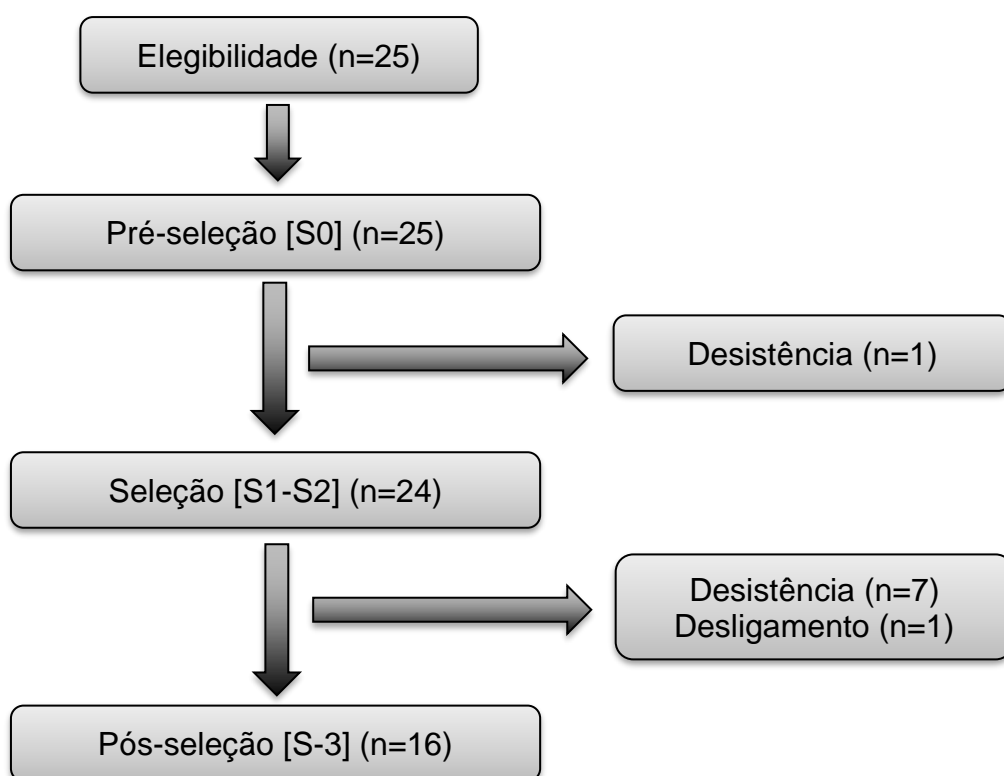 Elegibilidade (n=25)
Pré-seleção [S0] (n=25)
Desistência (n=1)
Seleção [S1-S2] (n=24)
Desistência (n=7)
Desligamento (n=1)
Pós-seleção [S-3] (n=16)